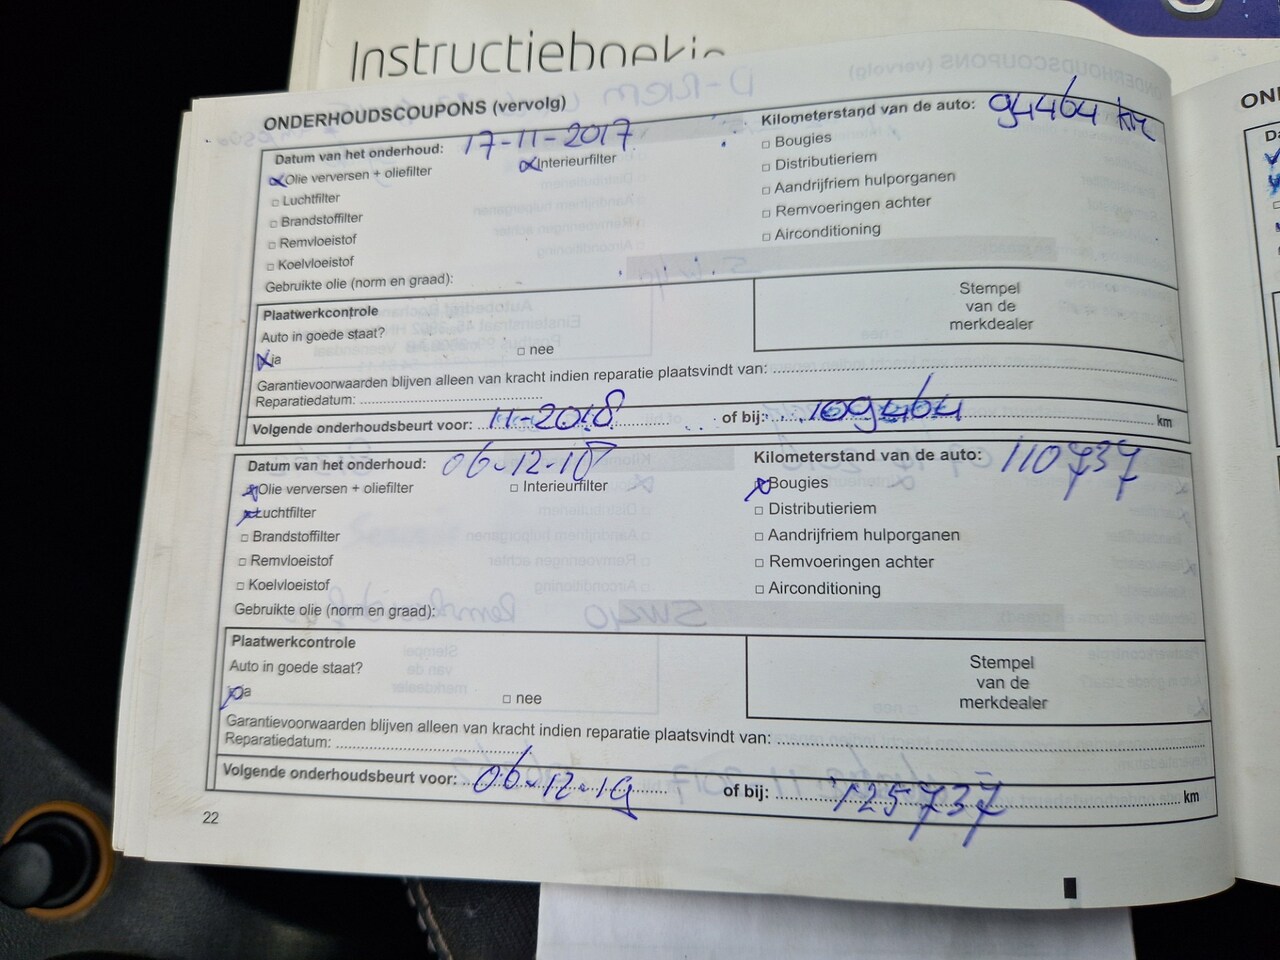 Instructieboekje
ONDERHOUDSCOUPONS (vervolg)
Datum van het onderhoud: 17-11-2017
Kilometerstand van de auto: 94464 km
Olie verversen + oliefilter
Interieurfilter
Bougies
Luchtfilter
Distributieriem
Brandstoffilter
Aandrijfriem hulporganen
Remvloeistof
Remvoeringen achter
Koelvloeistof
Airconditioning
Gebruikte olie (norm en graad):
Plaatwerkcontrole
Auto in goede staat?
ja
nee
Stempel
van de
merkdealer
Garantievoorwaarden blijven alleen van kracht indien reparatie plaatsvindt van:
Reparatiedatum:
Volgende onderhoudsbeurt voor: 11-2018 of bij: 109464 km
Datum van het onderhoud: 06-12-18
Kilometerstand van de auto: 110737
Olie verversen + oliefilter
Interieurfilter
Bougies
Luchtfilter
Distributieriem
Brandstoffilter
Aandrijfriem hulporganen
Remvloeistof
Remvoeringen achter
Koelvloeistof
Airconditioning
Gebruikte olie (norm en graad):
Plaatwerkcontrole
Auto in goede staat?
ja
nee
Stempel
van de
merkdealer
Garantievoorwaarden blijven alleen van kracht indien reparatie plaatsvindt van:
Reparatiedatum:
Volgende onderhoudsbeurt voor: 06-12-19 of bij: 125737 km
22